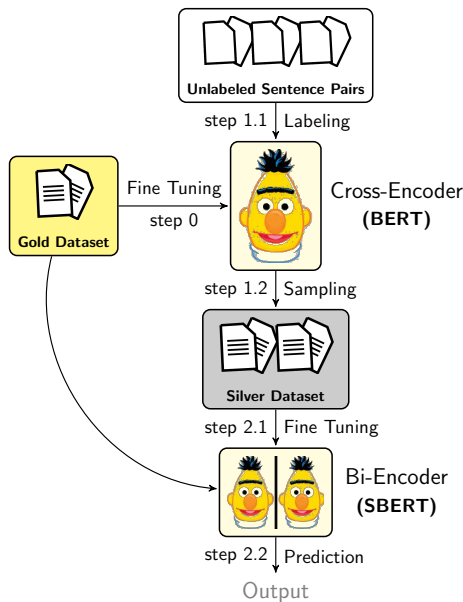 Unlabeled Sentence Pairs
step 1.1 Labeling
Fine Tuning
step 0
Gold Dataset
Cross-Encoder
(BERT)
step 1.2 Sampling
Silver Dataset
step 2.1 Fine Tuning
Bi-Encoder
(SBERT)
step 2.2 Prediction
Output